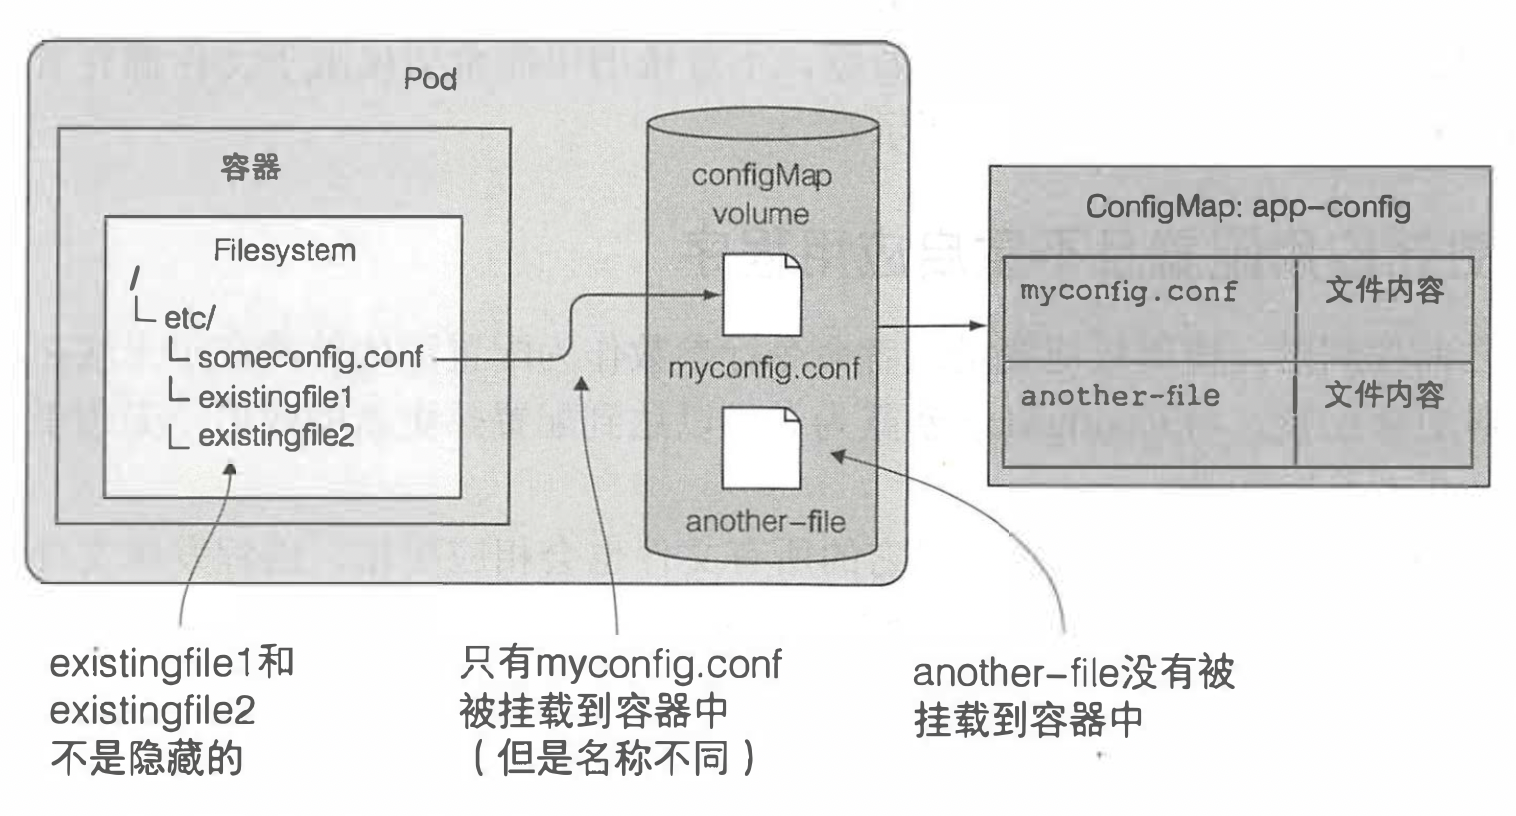 Pod
容器
Filesystem
/
etc/
someconfig.conf
existingfile1
existingfile2
configMap
volume
myconfig.conf
another-file
ConfigMap: app-config
myconfig.conf 文件内容
another-file 文件内容
existingfile1和
existingfile2
不是隐藏的
只有myconfig.conf
被挂载到容器中
(但是名称不同)
another-file没有被
挂载到容器中